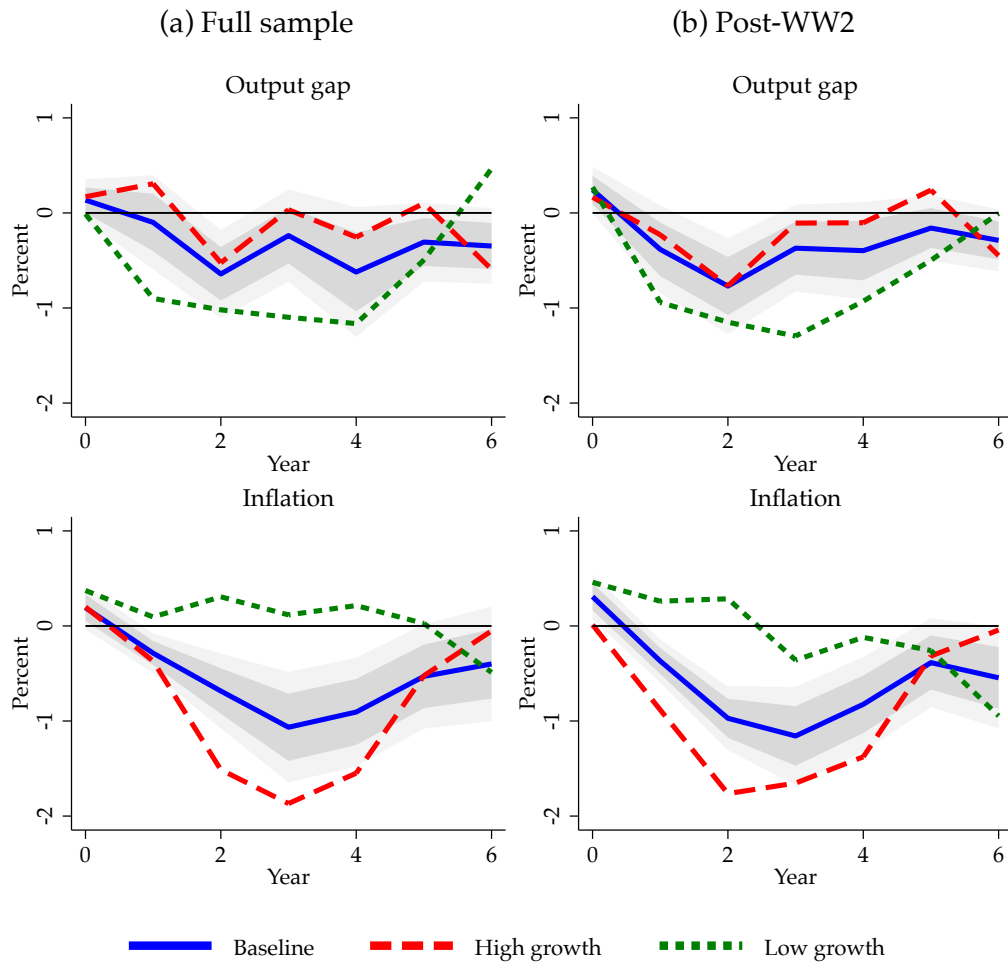 (a) Full sample
(b) Post-WW2
Output gap
Percent
1
0
-1
-2
0 2 4 6
Year
Output gap
Percent
1
0
-1
-2
0 2 4 6
Year
Inflation
Percent
1
0
-1
-2
0 2 4 6
Year
Inflation
Percent
1
0
-1
-2
0 2 4 6
Year
Baseline High growth Low growth